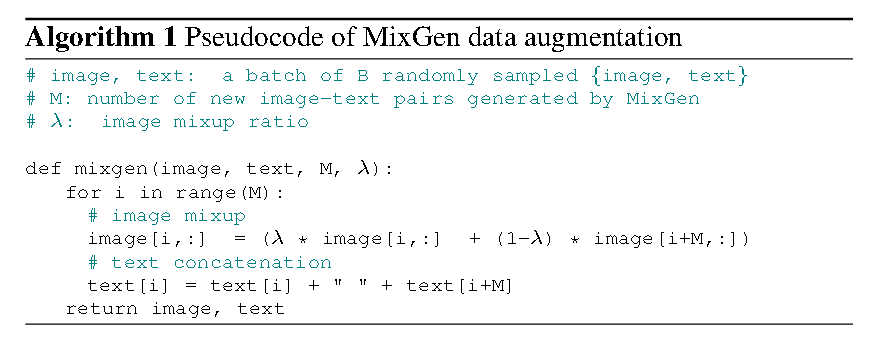 Algorithm 1 Pseudocode of MixGen data augmentation
# image, text: a batch of B randomly sampled {image, text}
# M: number of new image-text pairs generated by MixGen
# λ: image mixup ratio
def mixgen(image, text, M, λ):
for i in range(M):
# image mixup
image[i,:] = (λ * image[i,:] + (1-λ) * image[i+M,:])
# text concatenation
text[i] = text[i] + " " + text[i+M]
return image, text